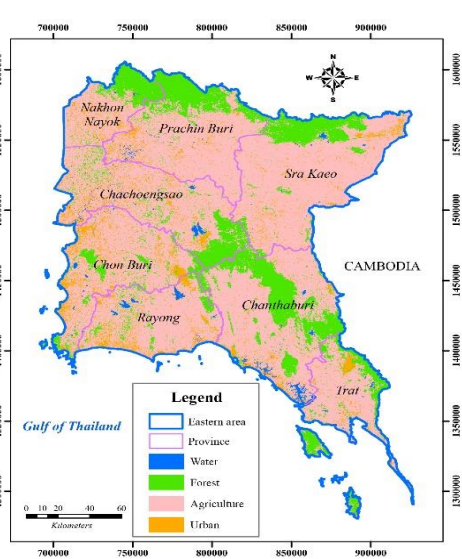 700000 750000 800000 850000 900000
N
W E
S
1600000
Nakhon
Nayok
Prachin Buri
1550000
Sra Kaeo
Chachoengsao
1500000
CAMBODIA
Chon Buri
1450000
Chanthaburi
Rayong
1400000
Trat
Legend
Eastern area
Province
Water
Forest
Agriculture
Urban
Gulf of Thailand
1350000
0 10 20 40 60
Kilometers
700000 750000 800000 850000 900000